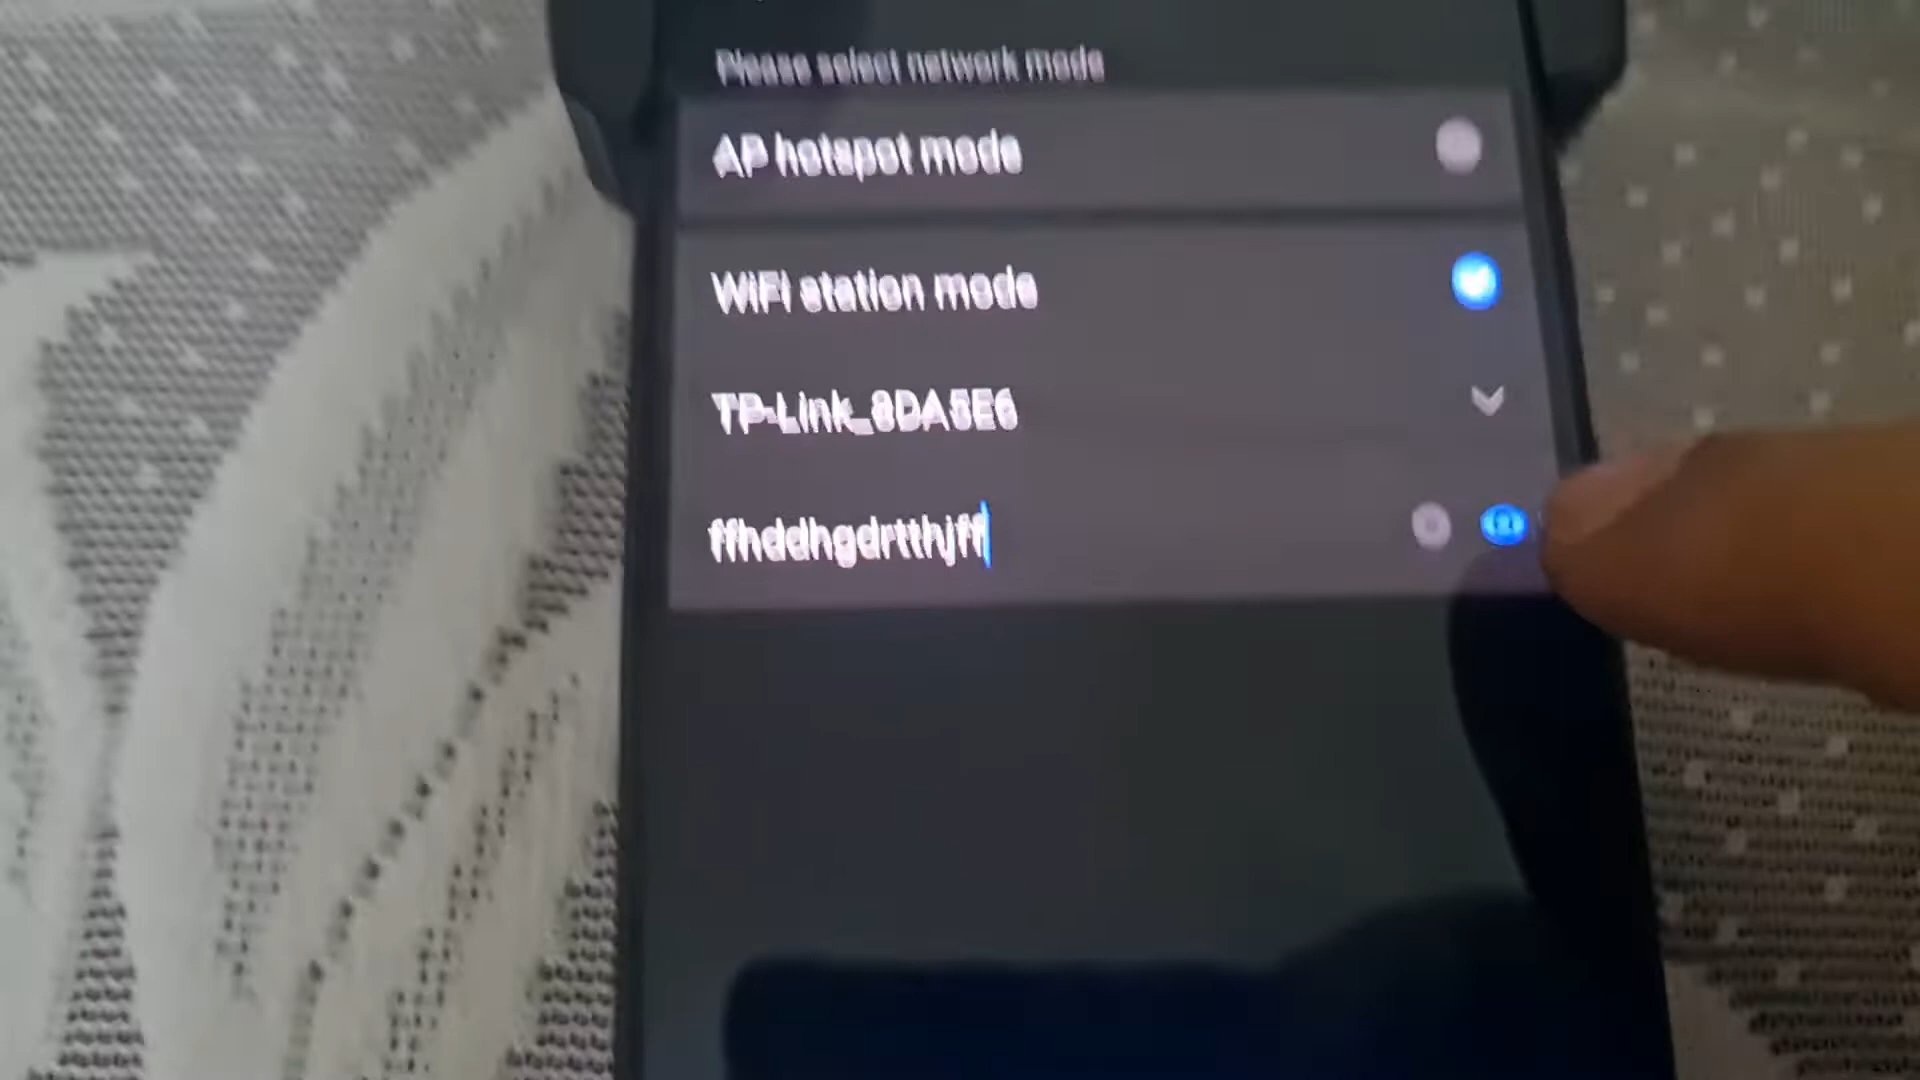 Please select network mode
AP hotspot mode
WiFi station mode
TP-Link_8DA5E6
ffhddhgdrtthjff